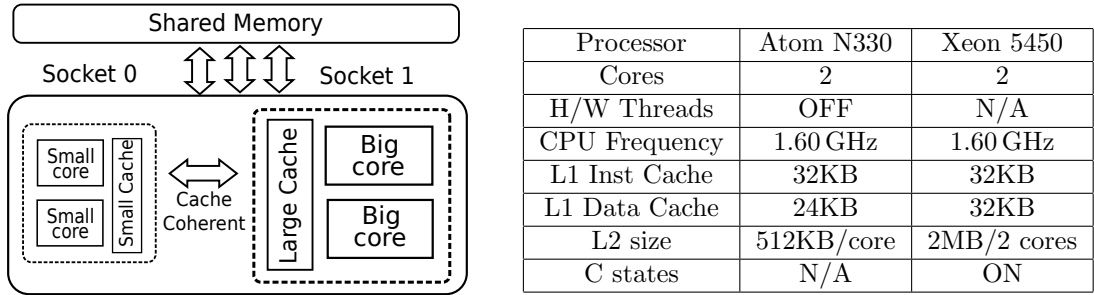 Shared Memory
Socket 0
Socket 1
Small
core
Small
core
Small Cache
Cache
Coherent
Large Cache
Big
core
Big
core
Processor Atom N330 Xeon 5450
Cores 2 2
H/W Threads OFF N/A
CPU Frequency 1.60 GHz 1.60 GHz
L1 Inst Cache 32KB 32KB
L1 Data Cache 24KB 32KB
L2 size 512KB/core 2MB/2 cores
C states N/A ON